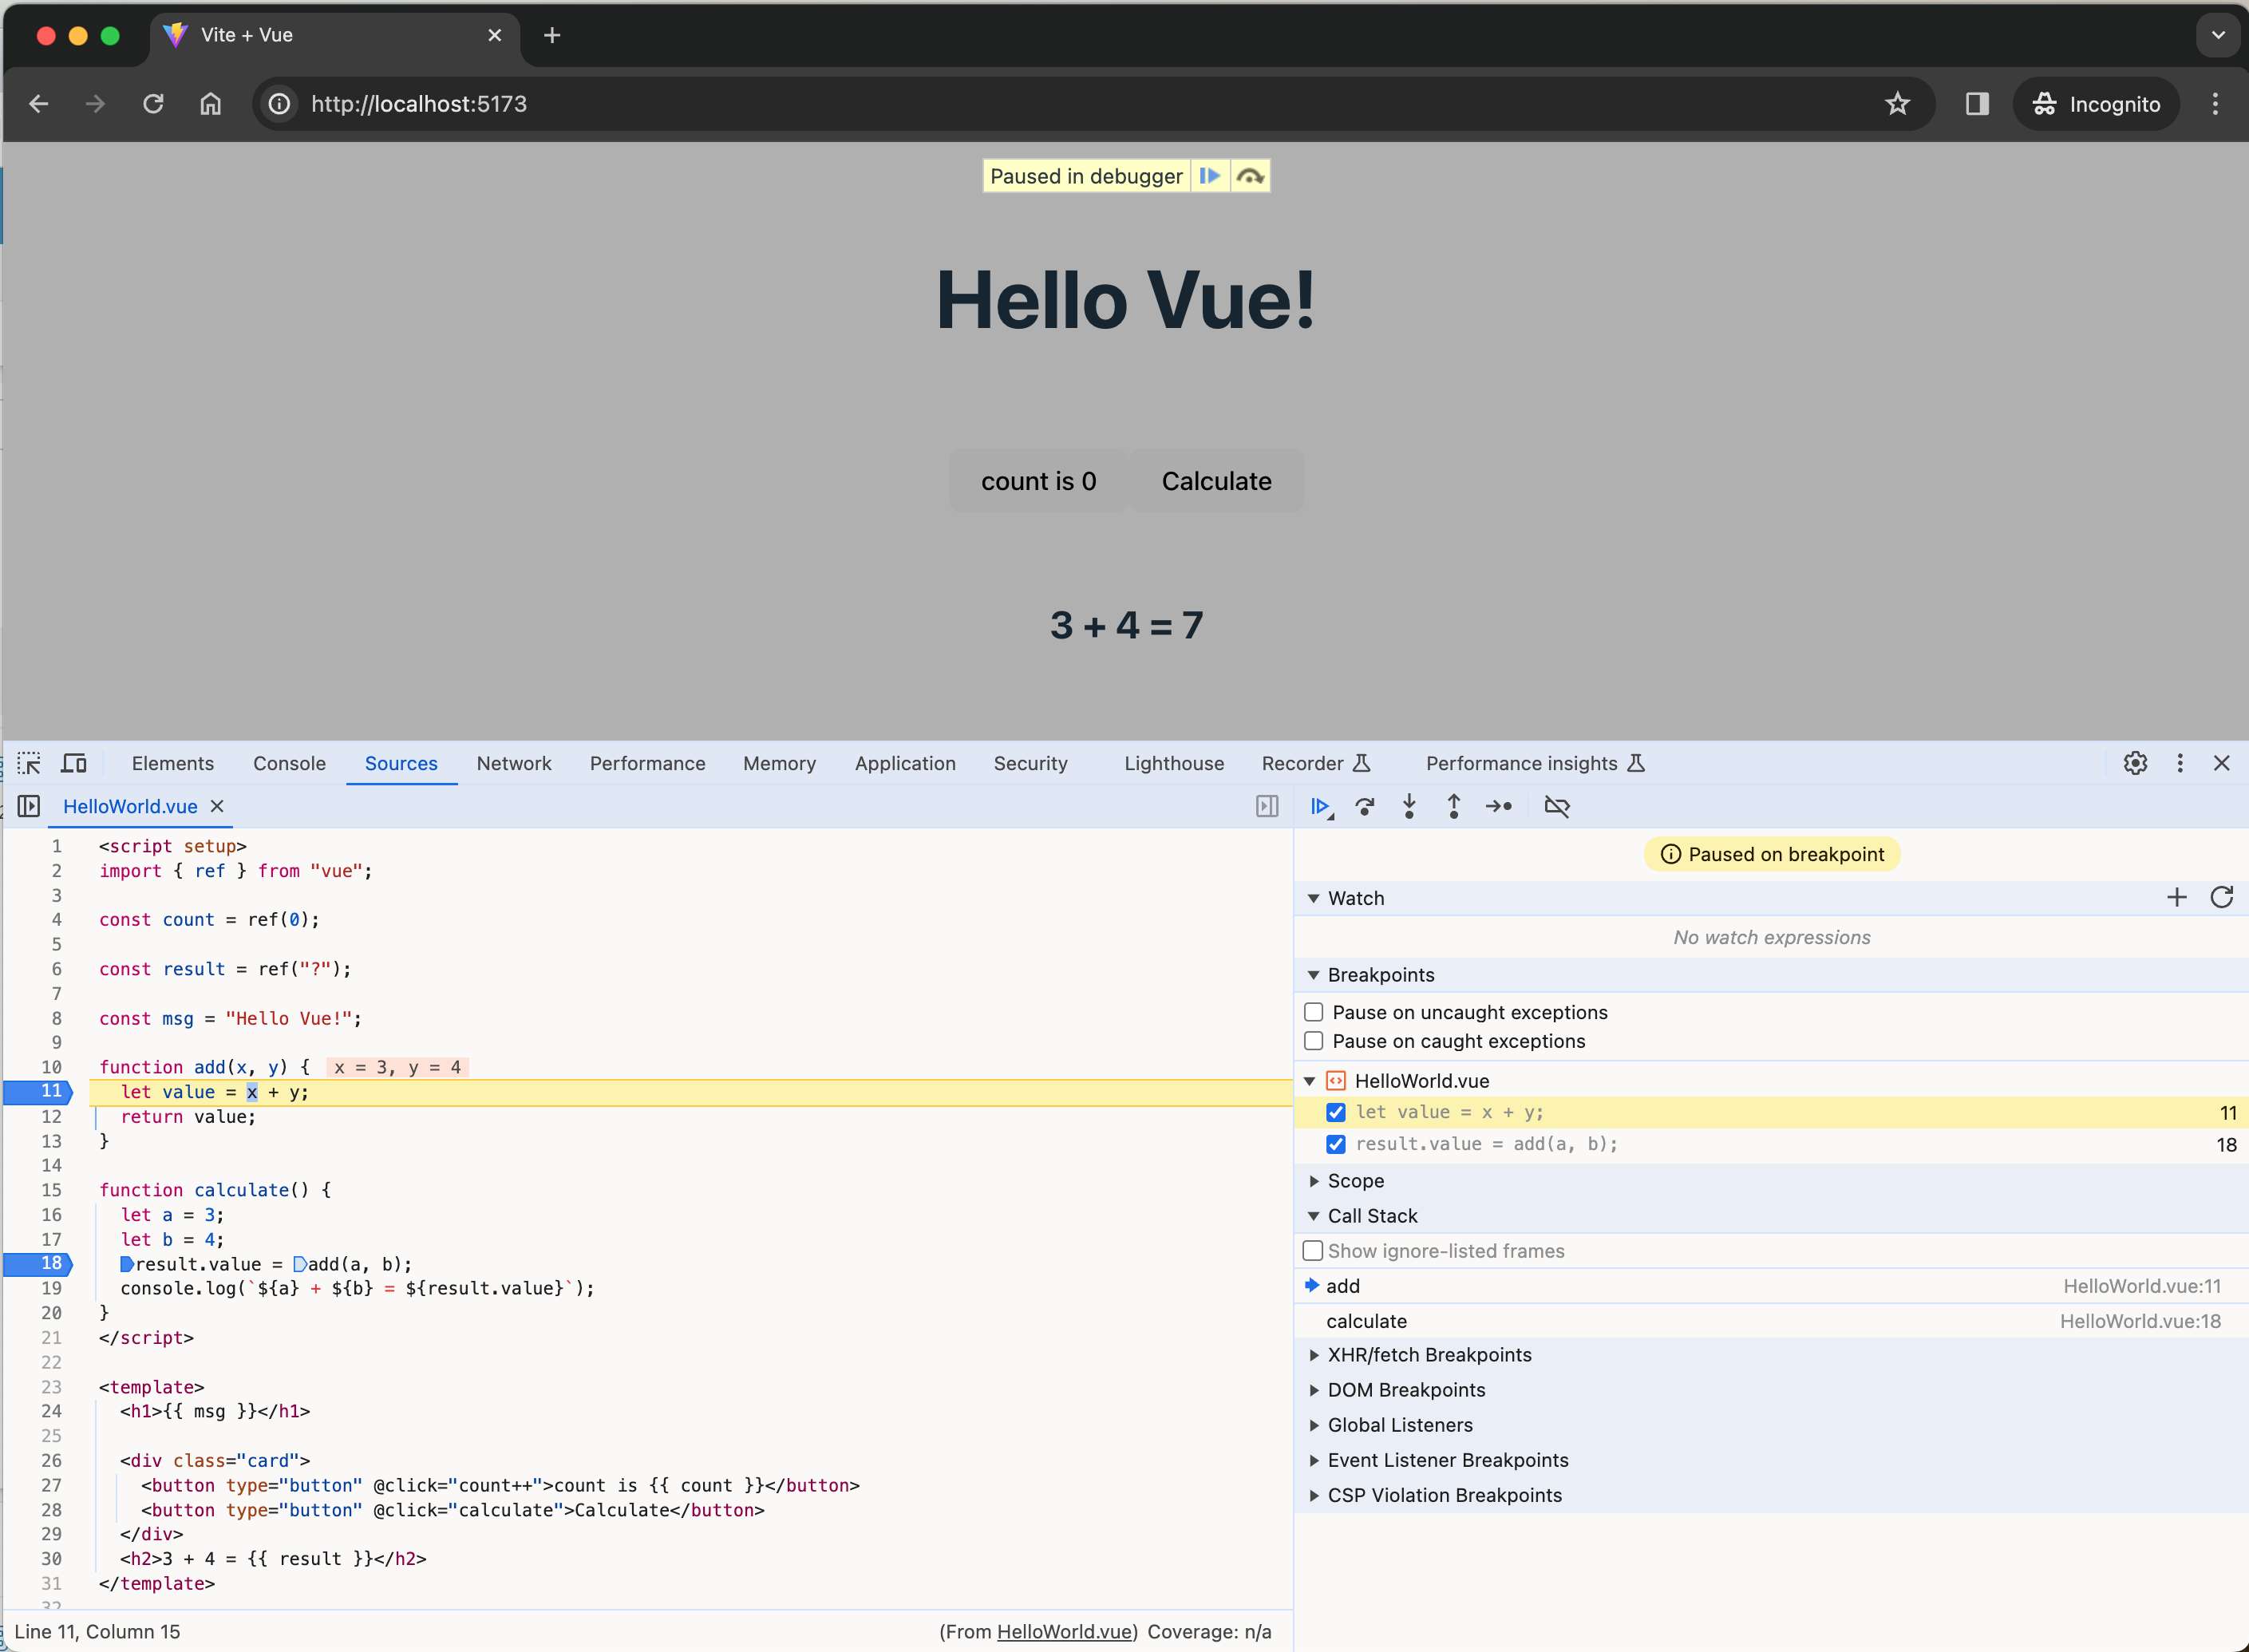 Vite + Vue
http://localhost:5173
Incognito
Paused in debugger
Hello Vue!
count is 0 Calculate
3 + 4 = 7
Elements Console Sources Network Performance Memory Application Security Lighthouse Recorder Performance insights
HelloWorld.vue
1 <script setup>
2 import { ref } from "vue";
3
4 const count = ref(0);
5
6 const result = ref("?");
7
8 const msg = "Hello Vue!";
9
10 function add(x, y) { x = 3, y = 4
11 let value = x + y;
12 return value;
13 }
14
15 function calculate() {
16 let a = 3;
17 let b = 4;
18 result.value = add(a, b);
19 console.log(`${a} + ${b} = ${result.value}`);
20 }
21 </script>
22
23 <template>
24 <h1>{{ msg }}</h1>
25
26 <div class="card">
27 <button type="button" @click="count++">count is {{ count }}</button>
28 <button type="button" @click="calculate">Calculate</button>
29 </div>
30 <h2>3 + 4 = {{ result }}</h2>
31 </template>
32
Line 11, Column 15
(From HelloWorld.vue) Coverage: n/a
Paused on breakpoint
Watch
No watch expressions
Breakpoints
Pause on uncaught exceptions
Pause on caught exceptions
HelloWorld.vue
let value = x + y; 11
result.value = add(a, b); 18
Scope
Call Stack
Show ignore-listed frames
add HelloWorld.vue:11
calculate HelloWorld.vue:18
XHR/fetch Breakpoints
DOM Breakpoints
Global Listeners
Event Listener Breakpoints
CSP Violation Breakpoints